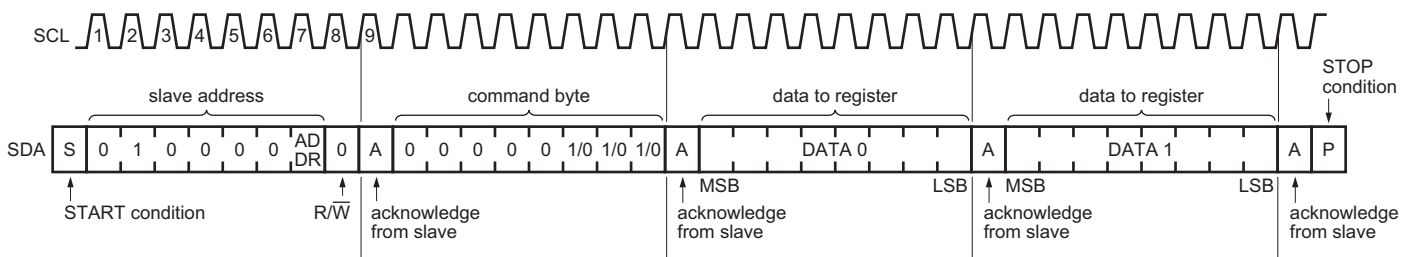 SCL 1 2 3 4 5 6 7 8 9
STOP
condition
slave address command byte data to register data to register
SDA S 0 1 0 0 0 0 AD DR 0 A 0 0 0 0 0 1/0 1/0 1/0 A DATA 0 A DATA 1 A P
MSB LSB MSB LSB
START condition R/W̅ acknowledge from slave acknowledge from slave acknowledge from slave acknowledge from slave